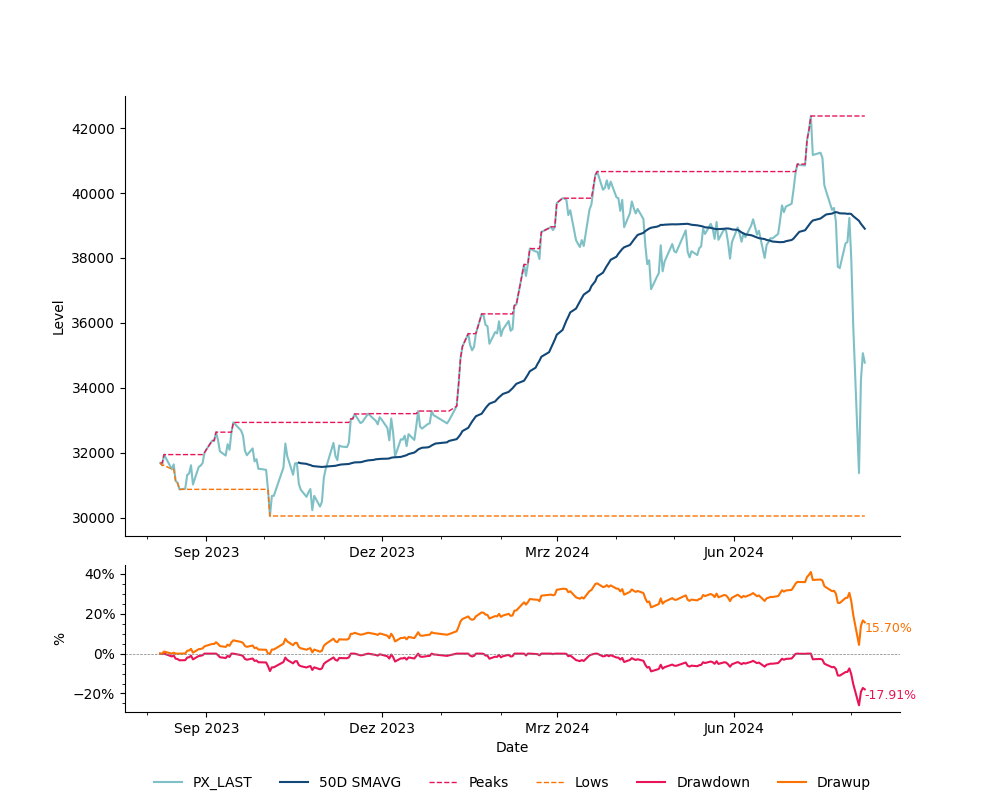 42000
40000
38000
36000
34000
32000
30000
Level
Sep 2023 Dez 2023 Mrz 2024 Jun 2024
40%
20%
0%
−20%
%
15.70%
-17.91%
Sep 2023 Dez 2023 Mrz 2024 Jun 2024
Date
PX_LAST 50D SMAVG Peaks Lows Drawdown Drawup